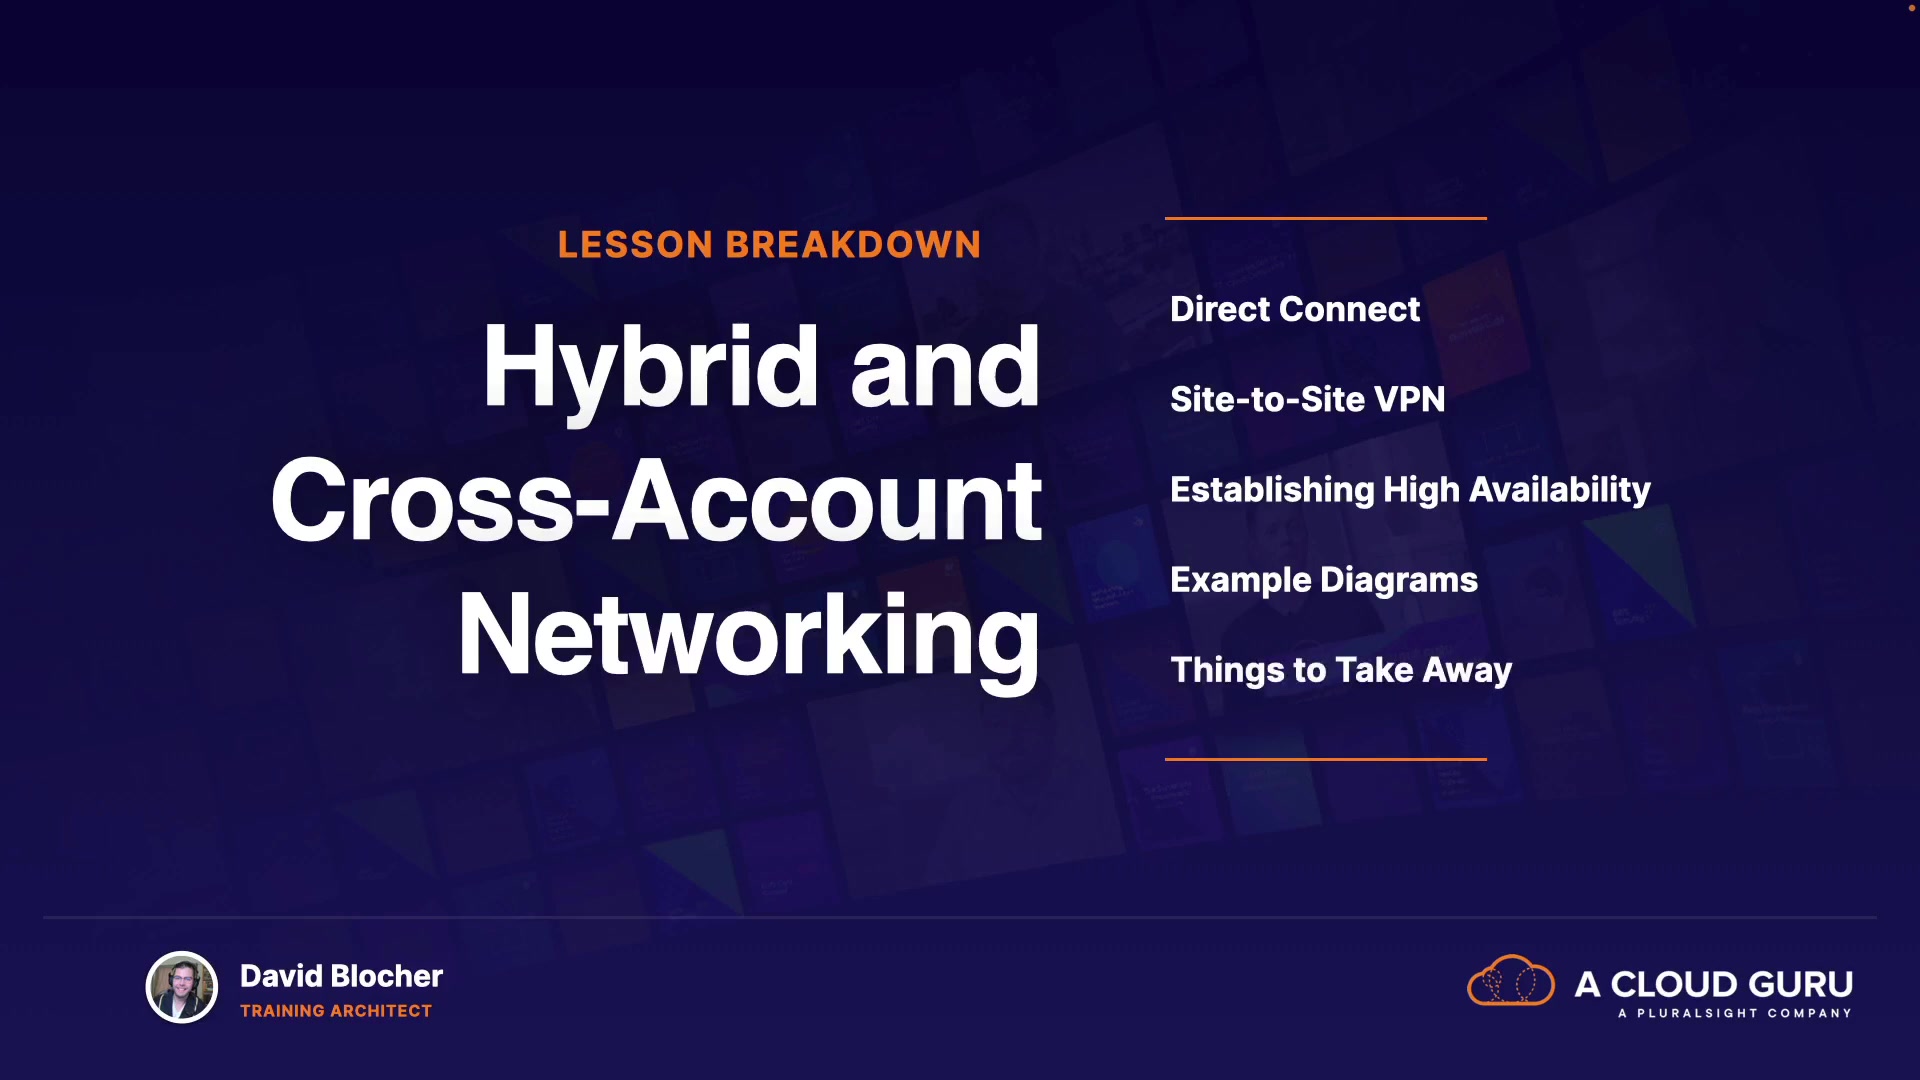 LESSON BREAKDOWN
Hybrid and
Cross-Account
Networking
Direct Connect
Site-to-Site VPN
Establishing High Availability
Example Diagrams
Things to Take Away
David Blocher
TRAINING ARCHITECT
A CLOUD GURU
A PLURALSIGHT COMPANY